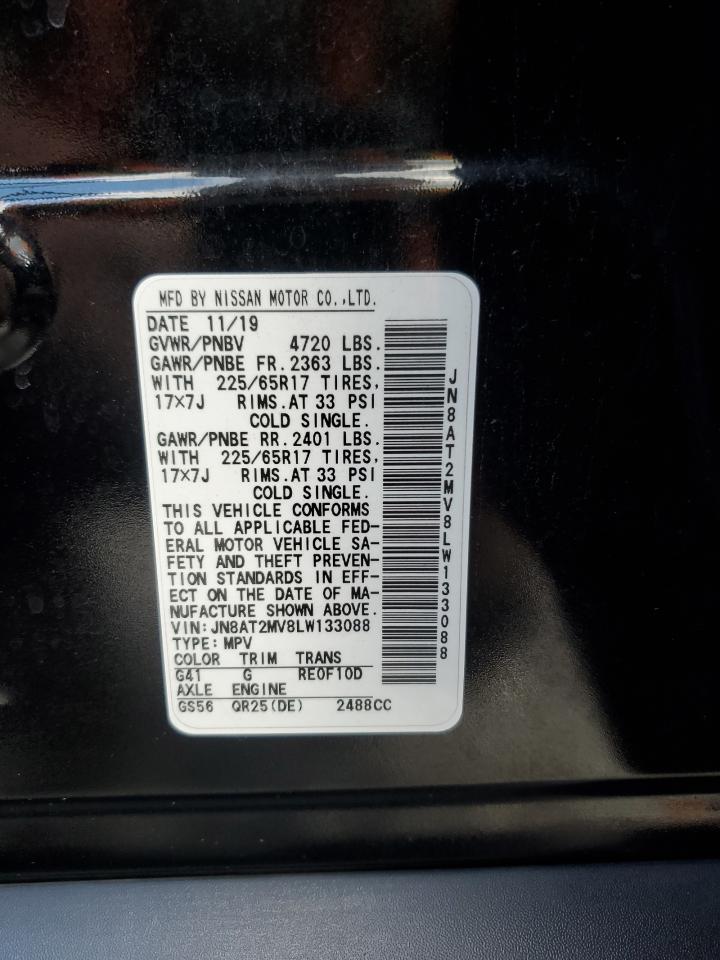 MFD BY NISSAN MOTOR CO.,LTD.
DATE 11/19
GVWR/PNBV 4720 LBS.
GAWR/PNBE FR. 2363 LBS.
WITH 225/65R17 TIRES,
17×7J RIMS.AT 33 PSI
COLD SINGLE.
GAWR/PNBE RR. 2401 LBS.
WITH 225/65R17 TIRES,
17×7J RIMS.AT 33 PSI
COLD SINGLE.
THIS VEHICLE CONFORMS
TO ALL APPLICABLE FED-
ERAL MOTOR VEHICLE SA-
FETY AND THEFT PREVEN-
TION STANDARDS IN EFF-
ECT ON THE DATE OF MA-
NUFACTURE SHOWN ABOVE.
VIN:JN8AT2MV8LW133088
TYPE:MPV
COLOR TRIM TRANS
G41 G RE0F10D
AXLE ENGINE
GS56 QR25(DE) 2488CC
JN8AT2MV8LW133088